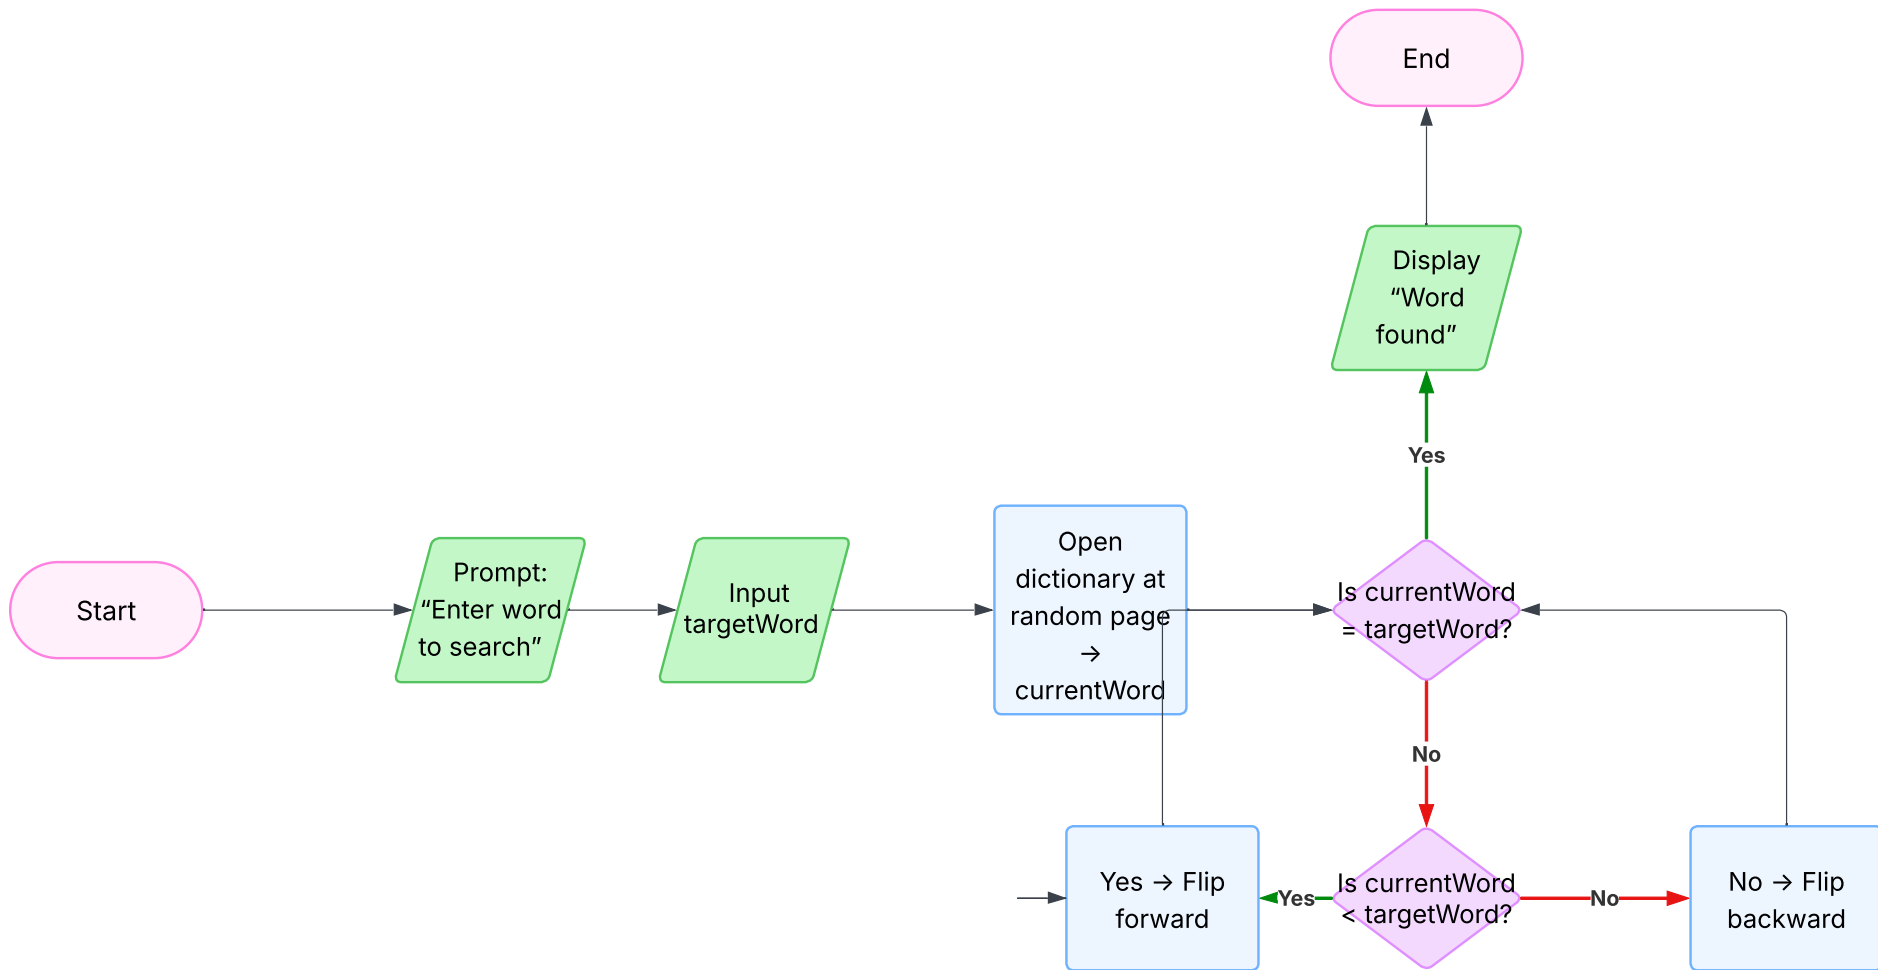 End
Display
“Word
found”
Yes
Start
Prompt:
“Enter word
to search”
Input
targetWord
Open
dictionary at
random page
→
currentWord
Is currentWord
= targetWord?
No
Yes → Flip
forward
Yes
Is currentWord
< targetWord?
No
No → Flip
backward